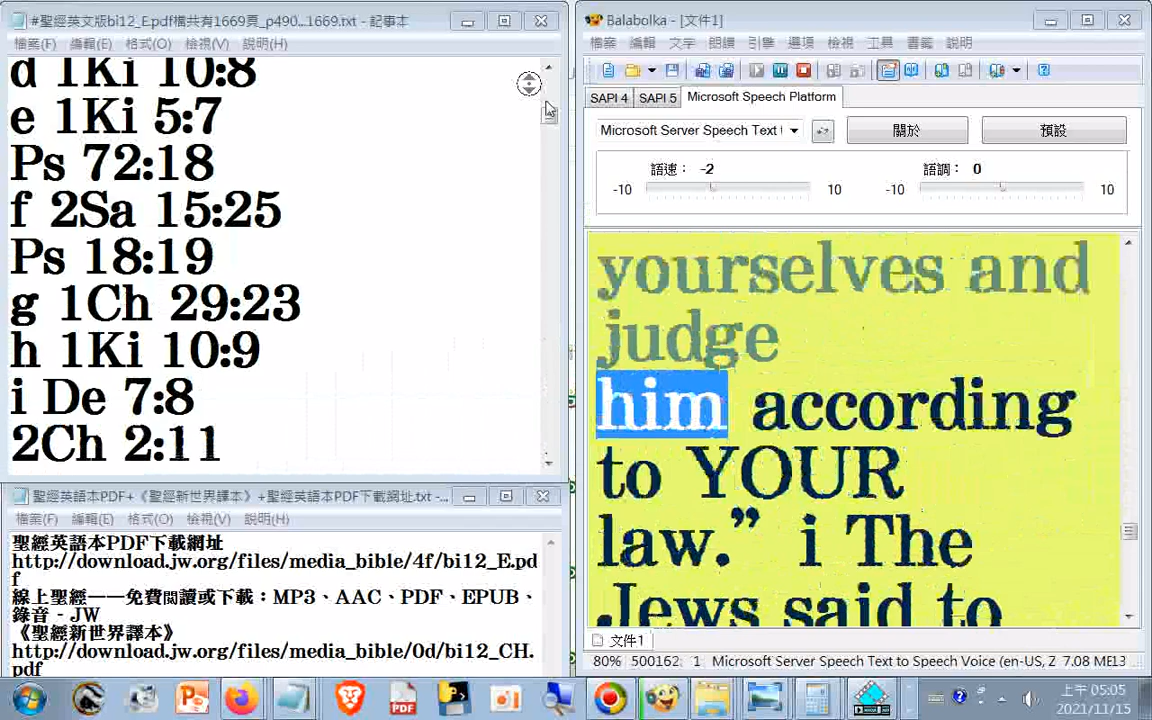 #聖經英文版bi12_E.pdf檔共有1669頁_p490...1669.txt - 記事本
檔案(F) 編輯(E) 格式(O) 檢視(V) 說明(H)
d 1Ki 10:8
e 1Ki 5:7
Ps 72:18
f 2Sa 15:25
Ps 18:19
g 1Ch 29:23
h 1Ki 10:9
i De 7:8
2Ch 2:11
聖經英語本PDF+《聖經新世界譯本》+聖經英語本PDF下載網址.txt - ...
檔案(F) 編輯(E) 格式(O) 檢視(V) 說明(H)
聖經英語本PDF下載網址
http://download.jw.org/files/media_bible/4f/bi12_E.pd
f
線上聖經——免費閱讀或下載：MP3、AAC、PDF、EPUB、
錄音 - JW
《聖經新世界譯本》
http://download.jw.org/files/media_bible/0d/bi12_CH.
pdf
Balabolka - [文件1]
檔案 編輯 文字 朗讀 引擎 選項 檢視 工具 書籤 說明
SAPI 4 SAPI 5 Microsoft Speech Platform
Microsoft Server Speech Text 關於 預設
語速： -2 語調： 0
-10 10 -10 10
yourselves and
judge
him according
to YOUR
law.” i The
Jews said to
文件1
80% 500162: 1 Microsoft Server Speech Text to Speech Voice (en-US, Z 7.08 ME13
上午 05:05
2021/11/15